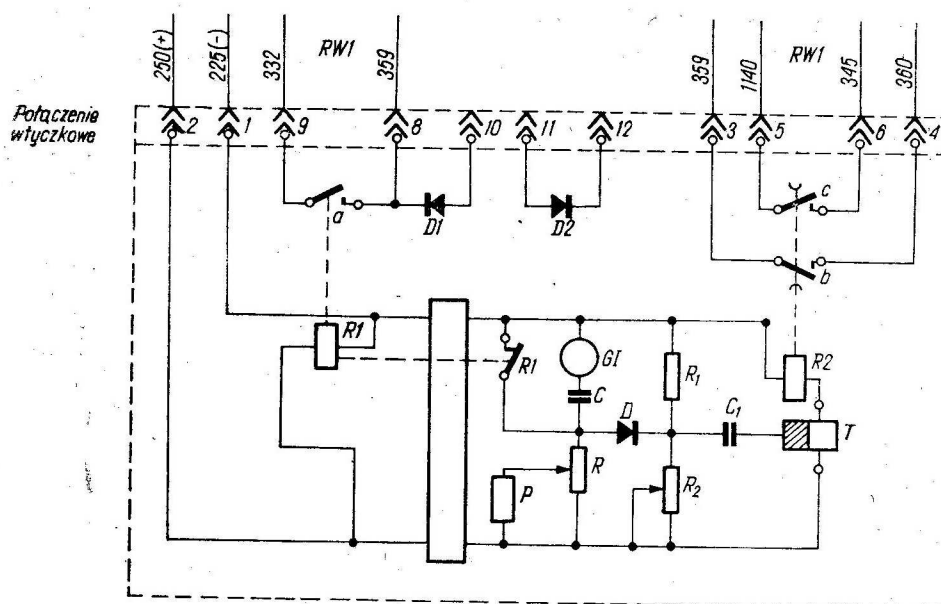 250(+)
225(-)
332
RW1
359
359
1140
RW1
345
360
Połączenie
wtyczkowe
2
1
9
8
10
11
12
3
5
6
4
a
D1
D2
c
b
R1
R1
GI
C
R₁
R2
D
C₁
T
P
R
R₂